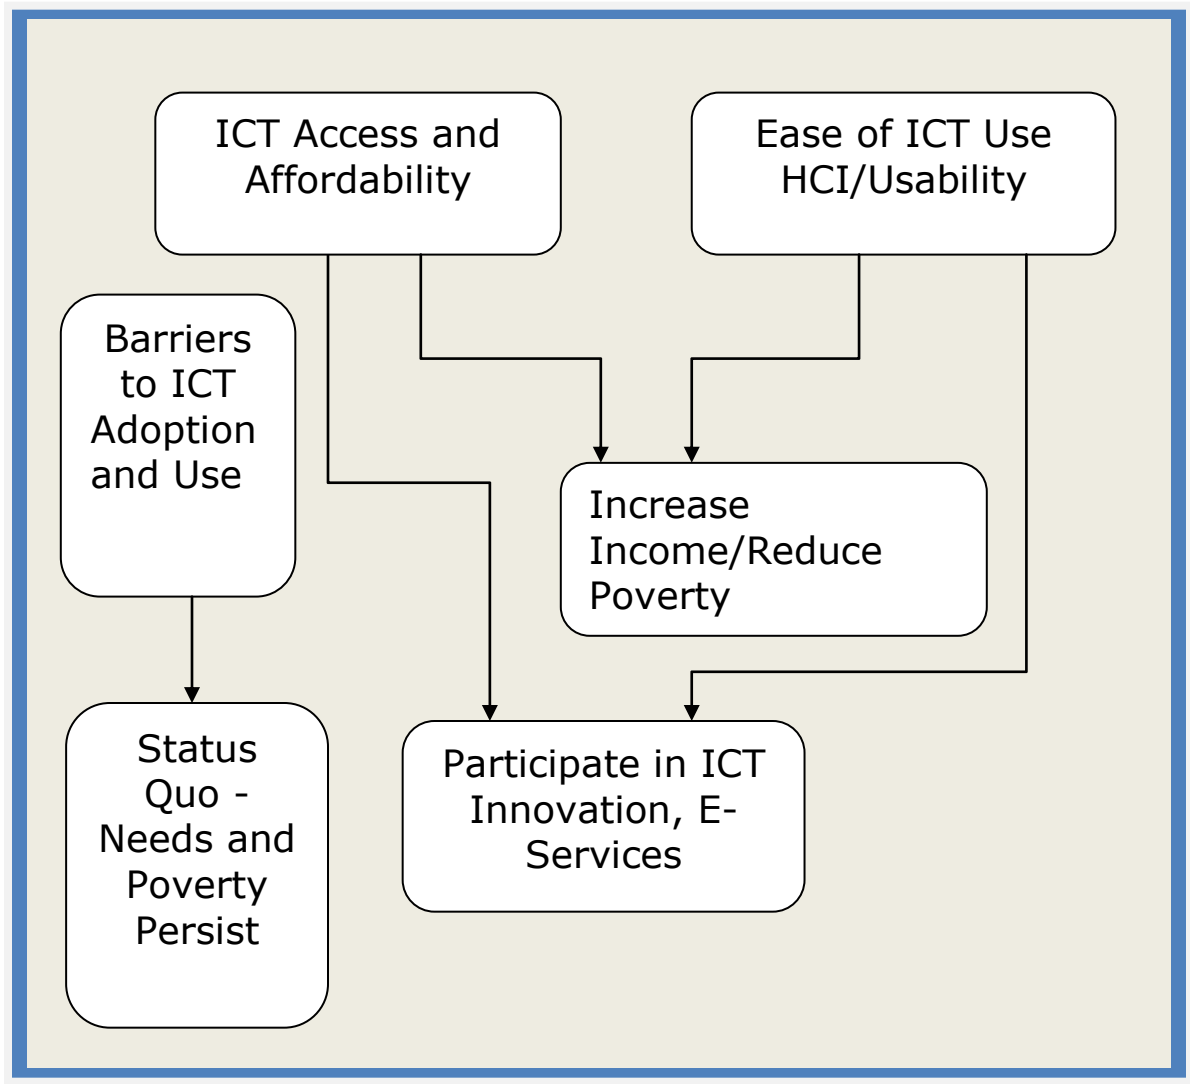 ICT Access and
Affordability
Ease of ICT Use
HCI/Usability
Barriers
to ICT
Adoption
and Use
Increase
Income/Reduce
Poverty
Status
Quo -
Needs and
Poverty
Persist
Participate in ICT
Innovation, E-
Services